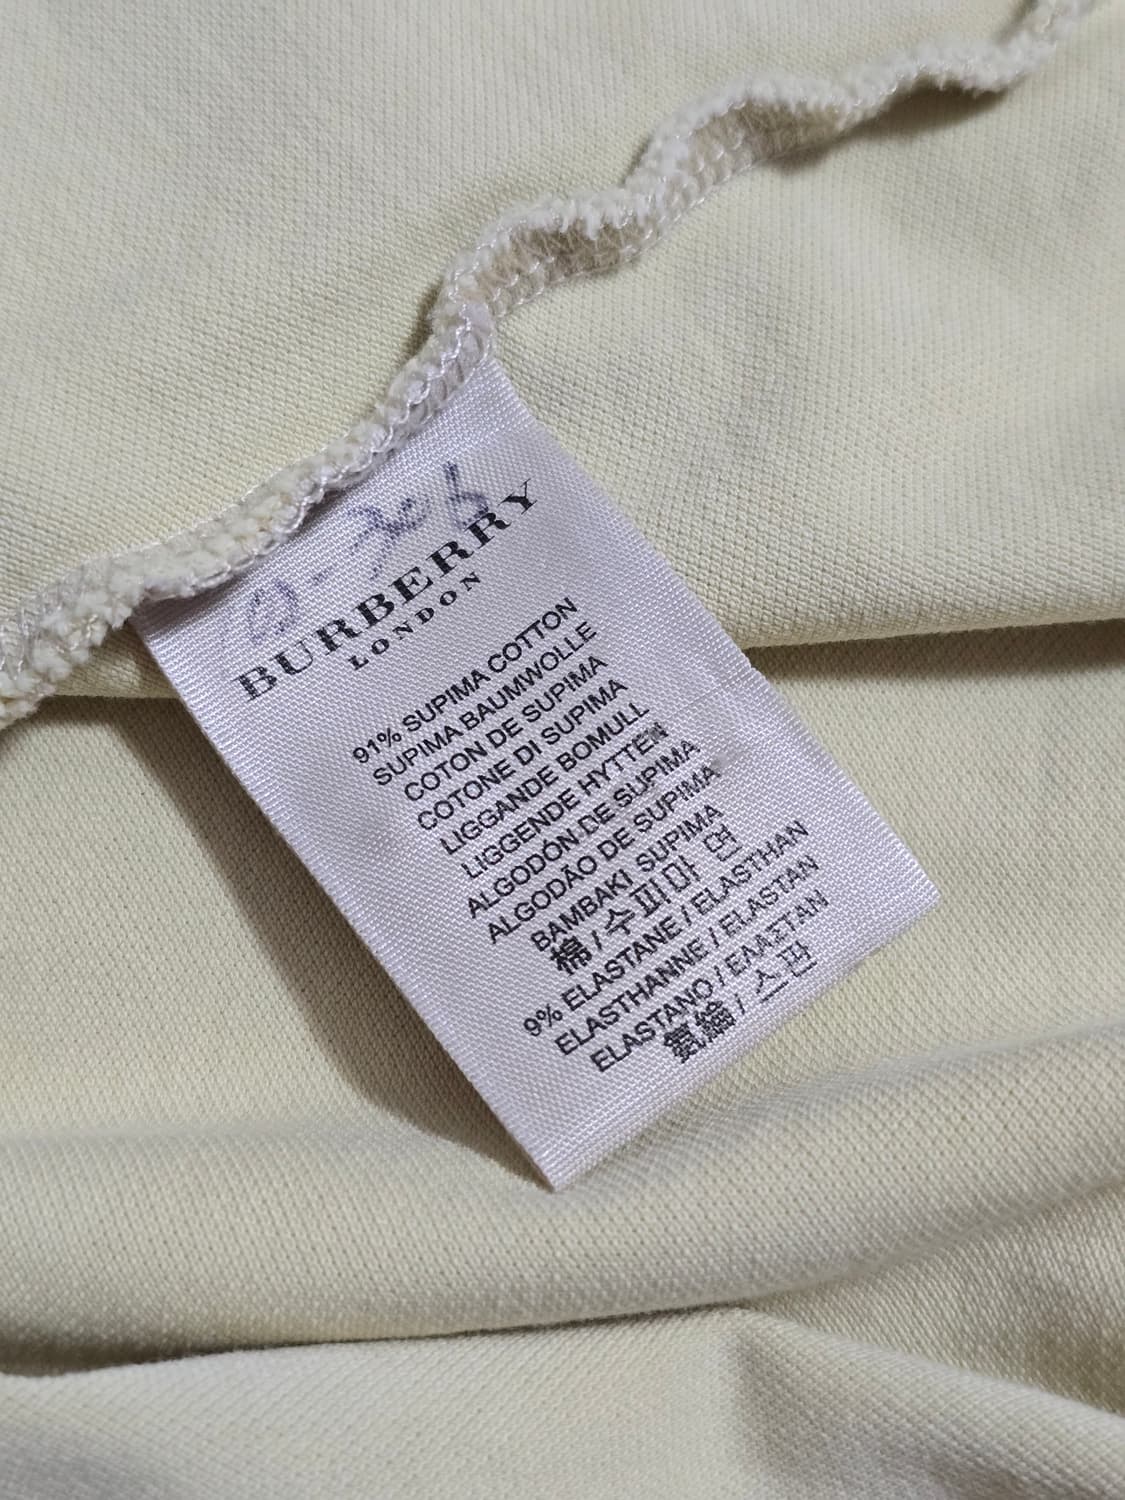 BURBERRY
LONDON
91% SUPIMA COTTON
SUPIMA BAUMWOLLE
COTON DE SUPIMA
COTONE DI SUPIMA
LIGGANDE BOMULL
LIGGENDE HYTTEN
ALGODÓN DE SUPIMA
ALGODÃO DE SUPIMA
BAMBAKI SUPIMA
棉 / 수피마 면
9% ELASTANE / ELASTHAN
ELASTHANNE / ELASTAN
ELASTANO / ΕΛΑΣΤΑΝ
氨綸 / 스판